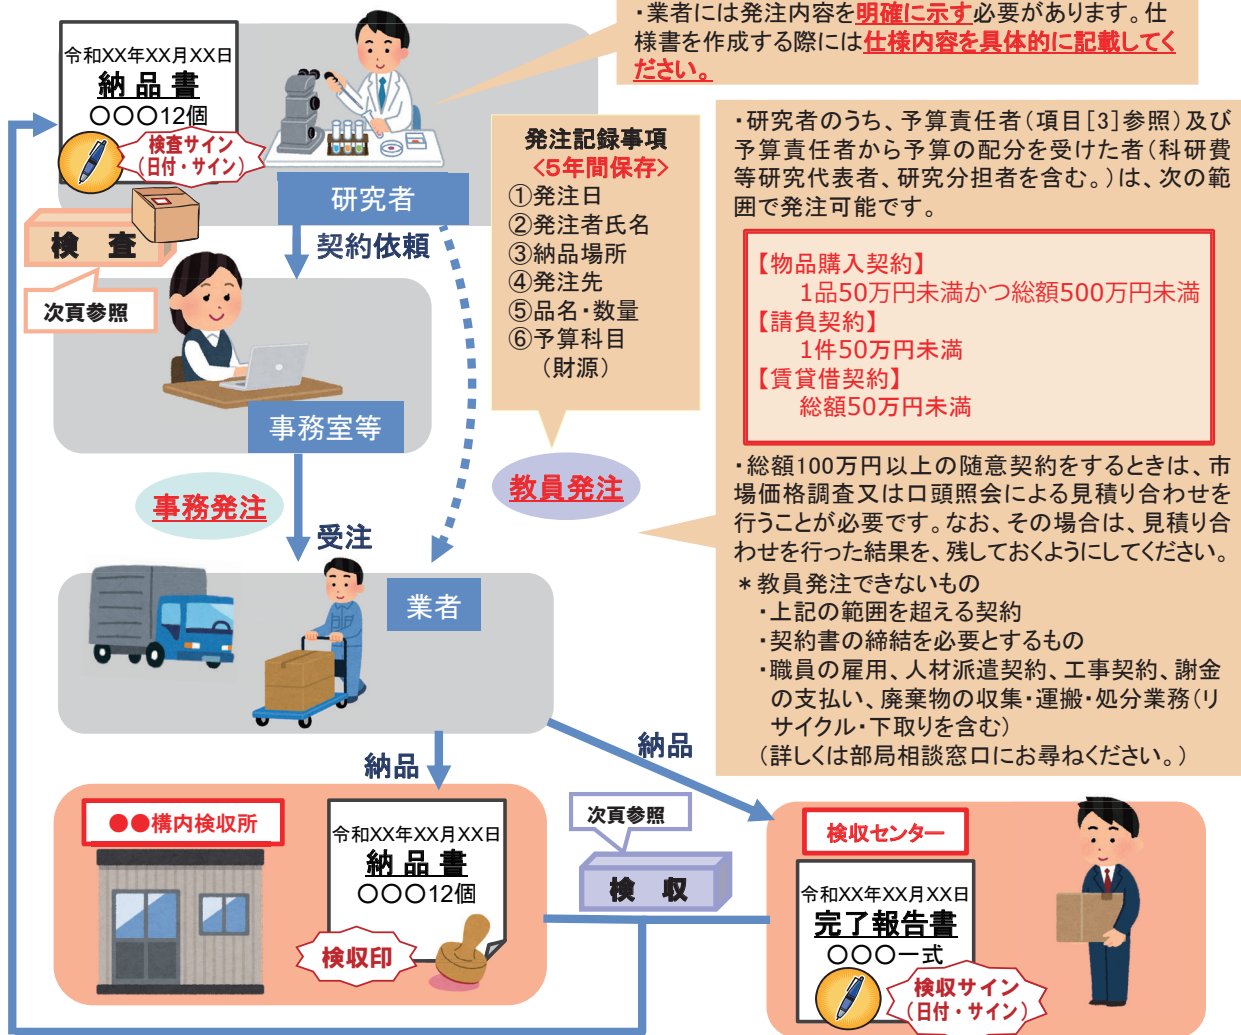 ・業者には発注内容を明確に示す必要があります。仕
様書を作成する際には仕様内容を具体的に記載してく
ださい。
令和XX年XX月XX日
納品書
〇〇〇12個
検査サイン
(日付・サイン)
研究者
検 査
次頁参照
契約依頼
発注記録事項
<5年間保存>
①発注日
②発注者氏名
③納品場所
④発注先
⑤品名・数量
⑥予算科目
(財源)
・研究者のうち、予算責任者(項目[3]参照)及び
予算責任者から予算の配分を受けた者(科研費
等研究代表者、研究分担者を含む。)は、次の範
囲で発注可能です。
【物品購入契約】
1品50万円未満かつ総額500万円未満
【請負契約】
1件50万円未満
【賃貸借契約】
総額50万円未満
・総額100万円以上の随意契約をするときは、市
場価格調査又は口頭照会による見積り合わせを
行うことが必要です。なお、その場合は、見積り合
わせを行った結果を、残しておくようにしてください。
＊教員発注できないもの
・上記の範囲を超える契約
・契約書の締結を必要とするもの
・職員の雇用、人材派遣契約、工事契約、謝金
の支払い、廃棄物の収集・運搬・処分業務(リ
サイクル・下取りを含む)
(詳しくは部局相談窓口にお尋ねください。)
事務室等
事務発注
教員発注
受注
業者
納品
納品
●●構内検収所
令和XX年XX月XX日
納品書
〇〇〇12個
検収印
次頁参照
検 収
検収センター
令和XX年XX月XX日
完了報告書
〇〇〇一式
検収サイン
(日付・サイン)